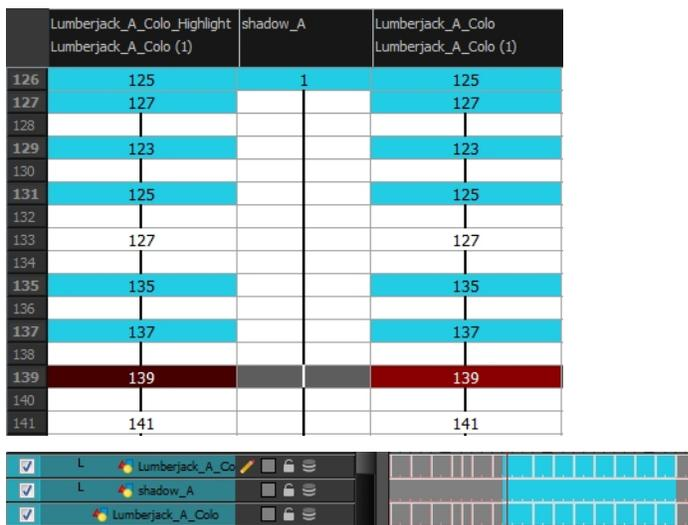 Lumberjack_A_Colo_Highlight shadow_A Lumberjack_A_Colo
Lumberjack_A_Colo (1) Lumberjack_A_Colo (1)
126 125 1 125
127 127 127
128
129 123 123
130
131 125 125
132
133 127 127
134
135 135 135
136
137 137 137
138
139 139 139
140
141 141 141
Lumberjack_A_Co
shadow_A
Lumberjack_A_Colo